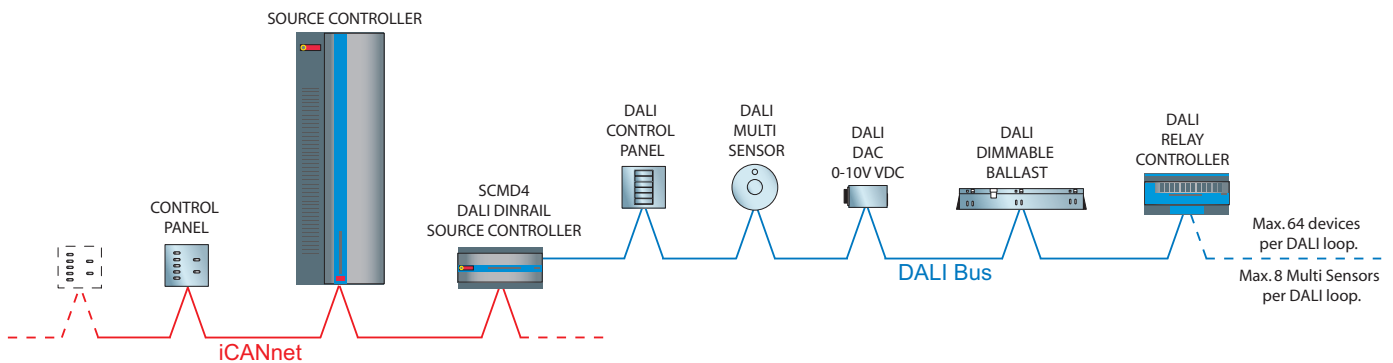 SOURCE CONTROLLER
CONTROL
PANEL
SCMD4
DALI DINRAIL
SOURCE CONTROLLER
DALI
CONTROL
PANEL
DALI
MULTI
SENSOR
DALI
DAC
0-10V VDC
DALI
DIMMABLE
BALLAST
DALI
RELAY
CONTROLLER
Max. 64 devices
per DALI loop.
Max. 8 Multi Sensors
per DALI loop.
DALI Bus
iCANnet